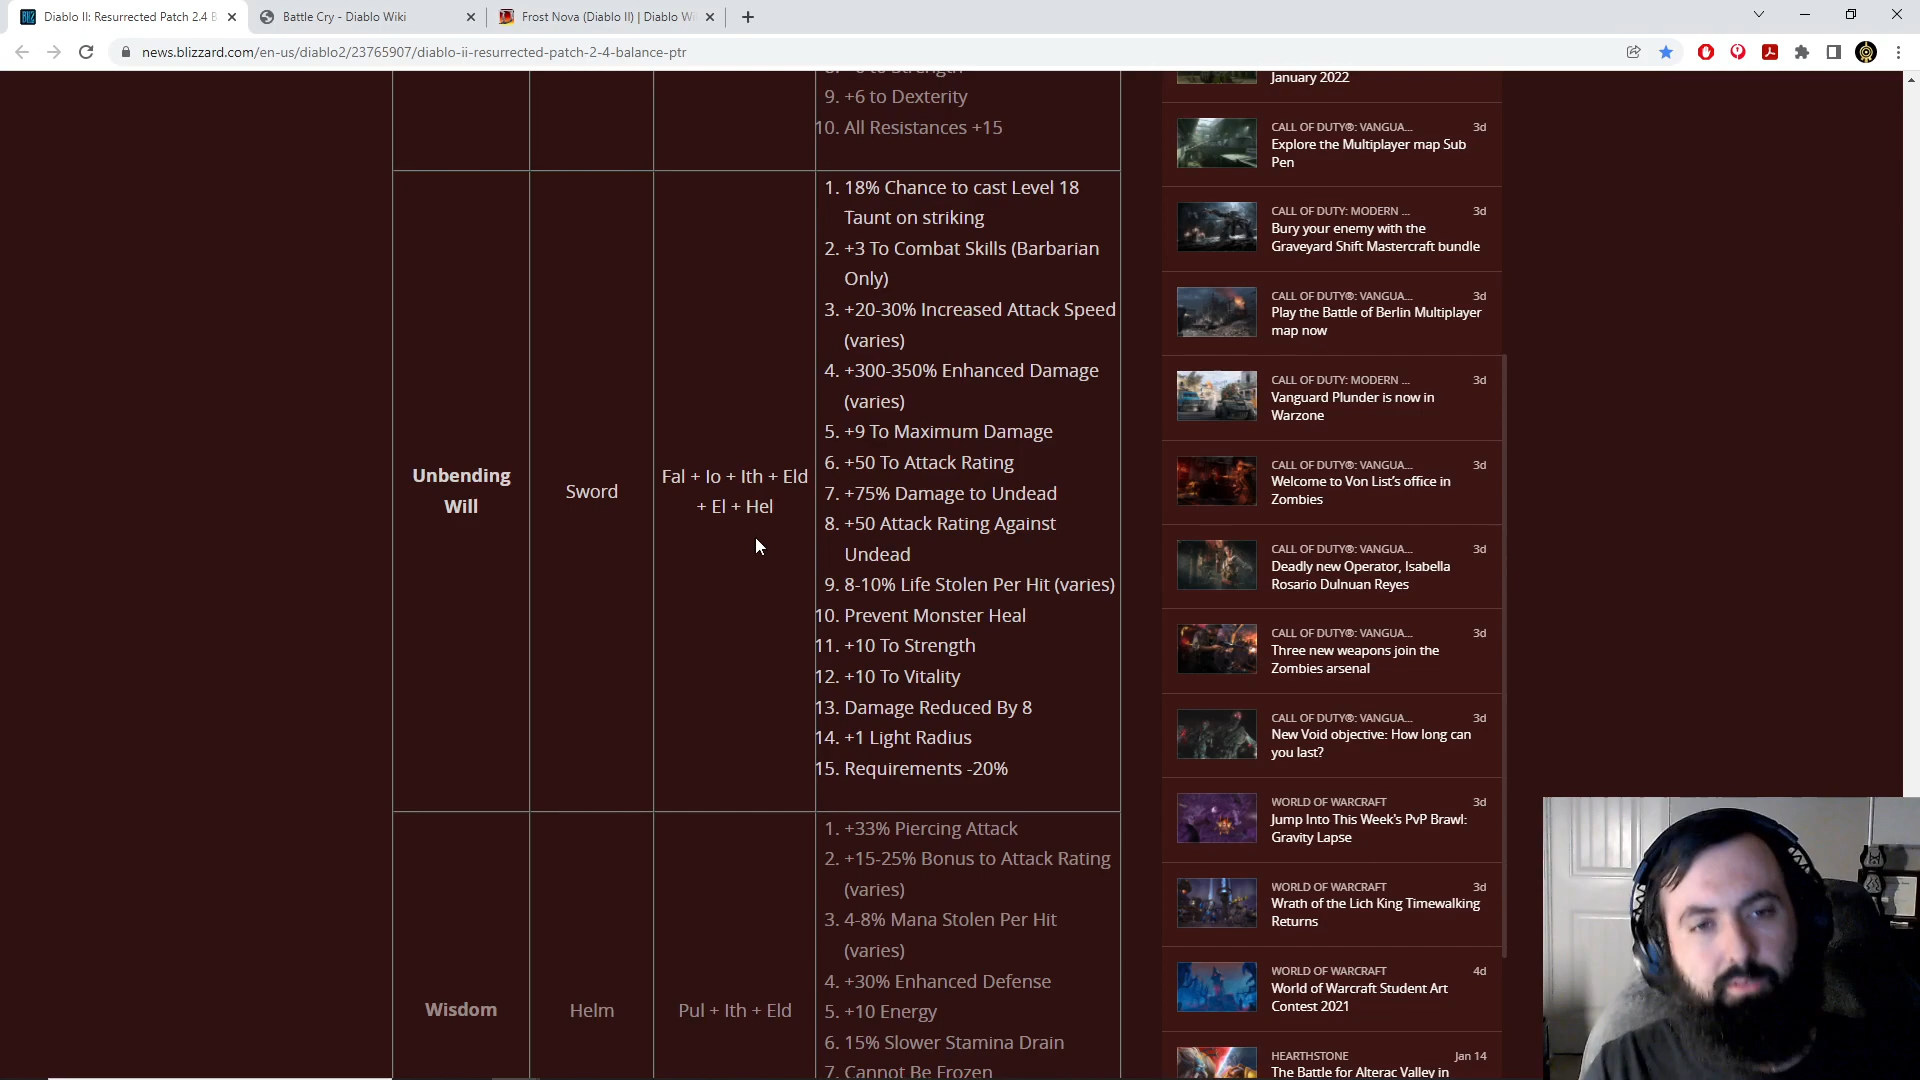 Diablo II: Resurrected Patch 2.4 B
Battle Cry - Diablo Wiki
Frost Nova (Diablo II) | Diablo Wi
news.blizzard.com/en-us/diablo2/23765907/diablo-ii-resurrected-patch-2-4-balance-ptr
9. +6 to Dexterity
10. All Resistances +15
Unbending
Will
Sword
Fal + Io + Ith + Eld
+ El + Hel
1. 18% Chance to cast Level 18
Taunt on striking
2. +3 To Combat Skills (Barbarian
Only)
3. +20-30% Increased Attack Speed
(varies)
4. +300-350% Enhanced Damage
(varies)
5. +9 To Maximum Damage
6. +50 To Attack Rating
7. +75% Damage to Undead
8. +50 Attack Rating Against
Undead
9. 8-10% Life Stolen Per Hit (varies)
10. Prevent Monster Heal
11. +10 To Strength
12. +10 To Vitality
13. Damage Reduced By 8
14. +1 Light Radius
15. Requirements -20%
Wisdom
Helm
Pul + Ith + Eld
1. +33% Piercing Attack
2. +15-25% Bonus to Attack Rating
(varies)
3. 4-8% Mana Stolen Per Hit
(varies)
4. +30% Enhanced Defense
5. +10 Energy
6. 15% Slower Stamina Drain
7. Cannot Be Frozen
January 2022
CALL OF DUTY®: VANGUA... 3d
Explore the Multiplayer map Sub
Pen
CALL OF DUTY: MODERN ... 3d
Bury your enemy with the
Graveyard Shift Mastercraft bundle
CALL OF DUTY®: VANGUA... 3d
Play the Battle of Berlin Multiplayer
map now
CALL OF DUTY: MODERN ... 3d
Vanguard Plunder is now in
Warzone
CALL OF DUTY®: VANGUA... 3d
Welcome to Von List's office in
Zombies
CALL OF DUTY®: VANGUA... 3d
Deadly new Operator, Isabella
Rosario Dulnuan Reyes
CALL OF DUTY®: VANGUA... 3d
Three new weapons join the
Zombies arsenal
CALL OF DUTY®: VANGUA... 3d
New Void objective: How long can
you last?
WORLD OF WARCRAFT 3d
Jump Into This Week's PvP Brawl:
Gravity Lapse
WORLD OF WARCRAFT 3d
Wrath of the Lich King Timewalking
Returns
WORLD OF WARCRAFT 4d
World of Warcraft Student Art
Contest 2021
HEARTHSTONE Jan 14
The Battle for Alterac Valley in